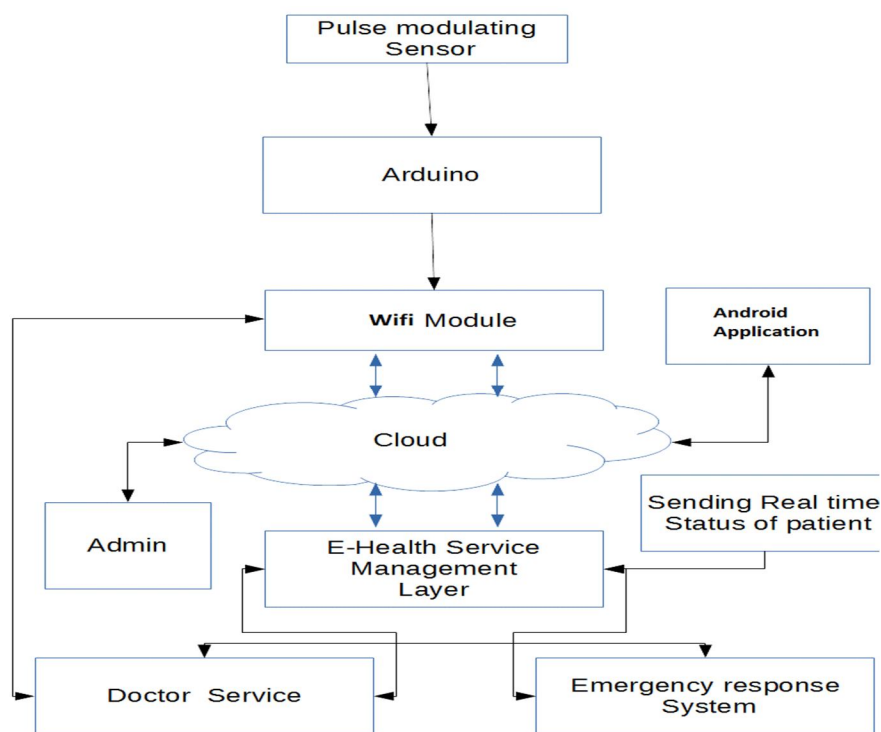 Pulse modulating
Sensor
Arduino
Wifi Module
Android
Application
Cloud
Sending Real time
Status of patient
Admin
E-Health Service
Management
Layer
Doctor Service
Emergency response
System